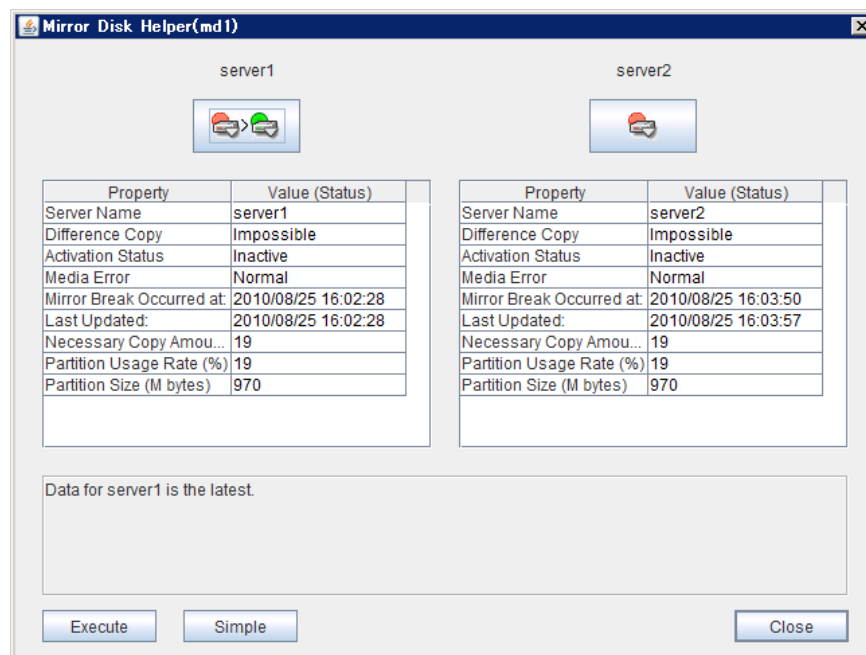 Mirror Disk Helper(md1)
server1
server2
Property Value (Status)
Server Name server1
Difference Copy Impossible
Activation Status Inactive
Media Error Normal
Mirror Break Occurred at: 2010/08/25 16:02:28
Last Updated: 2010/08/25 16:02:28
Necessary Copy Amou... 19
Partition Usage Rate (%) 19
Partition Size (M bytes) 970
Property Value (Status)
Server Name server2
Difference Copy Impossible
Activation Status Inactive
Media Error Normal
Mirror Break Occurred at: 2010/08/25 16:03:50
Last Updated: 2010/08/25 16:03:57
Necessary Copy Amou... 19
Partition Usage Rate (%) 19
Partition Size (M bytes) 970
Data for server1 is the latest.
Execute
Simple
Close